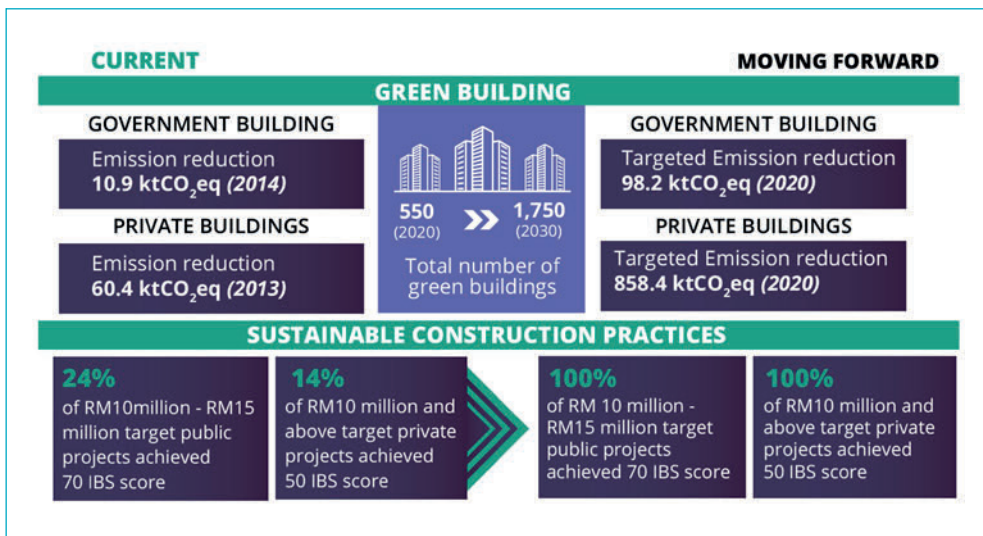 CURRENT
MOVING FORWARD
GREEN BUILDING
GOVERNMENT BUILDING
Emission reduction
10.9 ktCO₂eq (2014)
PRIVATE BUILDINGS
Emission reduction
60.4 ktCO₂eq (2013)
550
(2020)
1,750
(2030)
Total number of
green buildings
GOVERNMENT BUILDING
Targeted Emission reduction
98.2 ktCO₂eq (2020)
PRIVATE BUILDINGS
Targeted Emission reduction
858.4 ktCO₂eq (2020)
SUSTAINABLE CONSTRUCTION PRACTICES
24%
of RM10million - RM15
million target public
projects achieved
70 IBS score
14%
of RM10 million and
above target private
projects achieved
50 IBS score
100%
of RM 10 million -
RM15 million target
public projects
achieved 70 IBS score
100%
of RM10 million and
above target private
projects achieved
50 IBS score